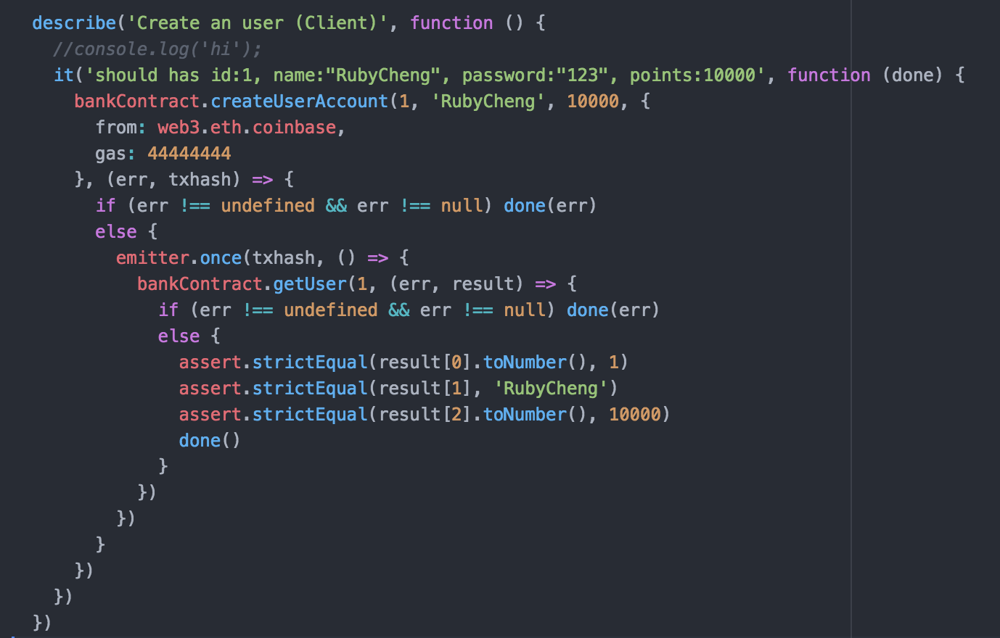 describe('Create an user (Client)', function () {
  //console.log('hi');
  it('should has id:1, name:"RubyCheng", password:"123", points:10000', function (done) {
    bankContract.createUserAccount(1, 'RubyCheng', 10000, {
      from: web3.eth.coinbase,
      gas: 44444444
    }, (err, txhash) => {
      if (err !== undefined && err !== null) done(err)
      else {
        emitter.once(txhash, () => {
          bankContract.getUser(1, (err, result) => {
            if (err !== undefined && err !== null) done(err)
            else {
              assert.strictEqual(result[0].toNumber(), 1)
              assert.strictEqual(result[1], 'RubyCheng')
              assert.strictEqual(result[2].toNumber(), 10000)
              done()
            }
          })
        })
      }
    })
  })
})